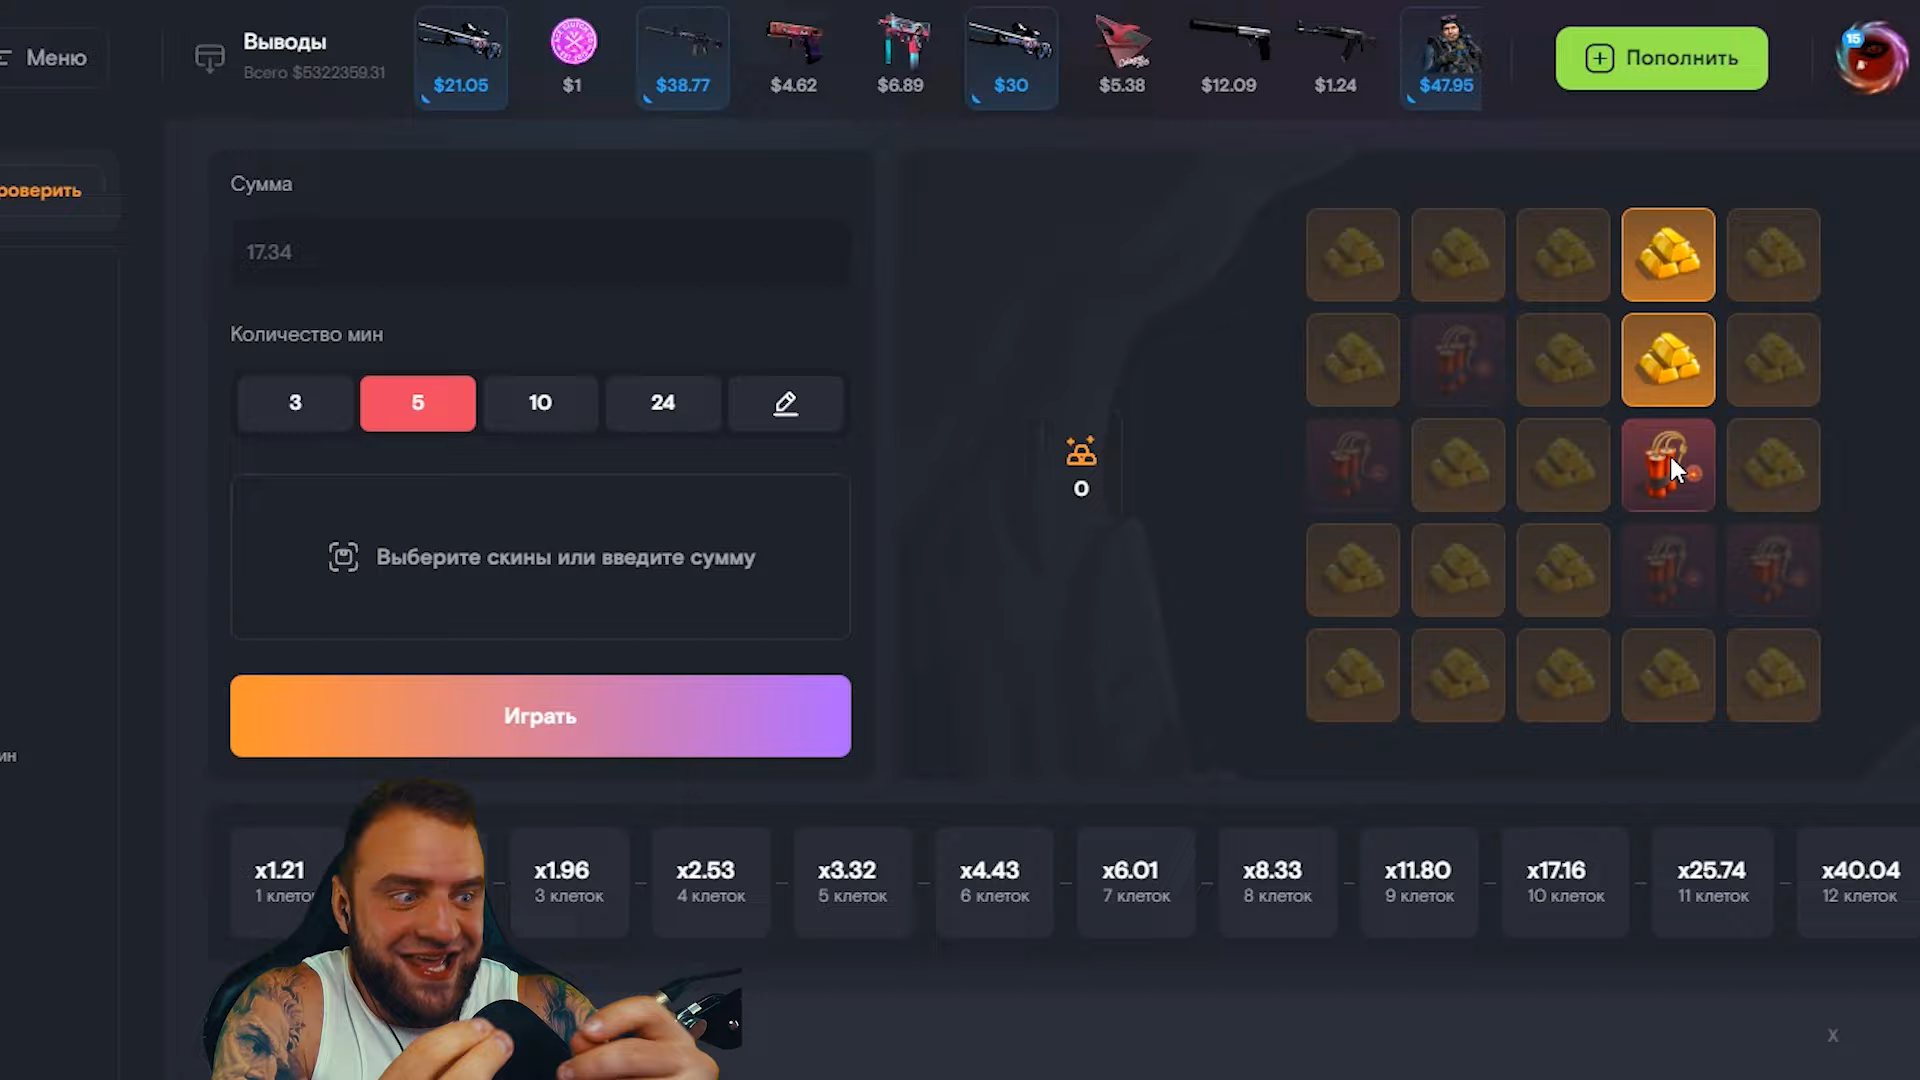 Меню
Выводы
Всего $5322359.31
$21.05
$1
$38.77
$4.62
$6.89
$30
$5.38
$12.09
$1.24
$47.95
Пополнить
15
роверить
Сумма
17.34
Количество мин
3
5
10
24
0
Выберите скины или введите сумму
Играть
ин
x1.21
1 клето
x1.96
3 клеток
x2.53
4 клеток
x3.32
5 клеток
x4.43
6 клеток
x6.01
7 клеток
x8.33
8 клеток
x11.80
9 клеток
x17.16
10 клеток
x25.74
11 клеток
x40.04
12 клеток
x